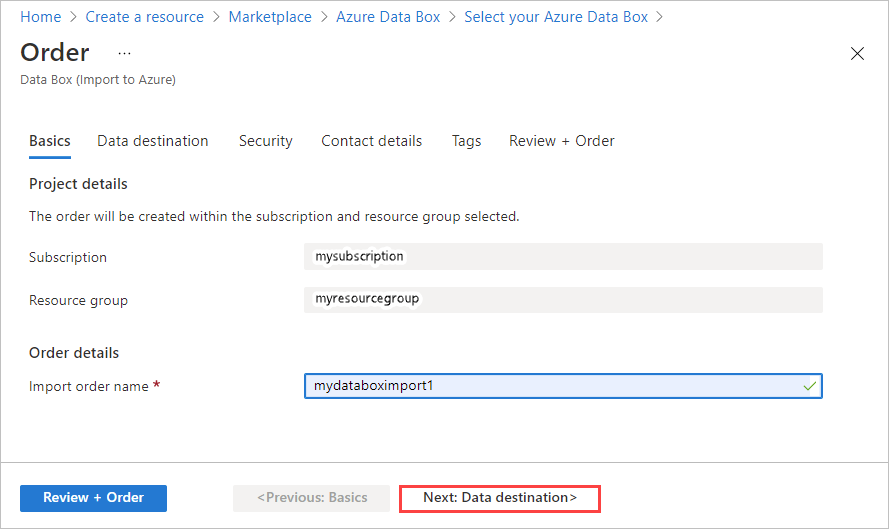 Home > Create a resource > Marketplace > Azure Data Box > Select your Azure Data Box >
Order ...
Data Box (Import to Azure)
Basics Data destination Security Contact details Tags Review + Order
Project details
The order will be created within the subscription and resource group selected.
Subscription mysubscription
Resource group myresourcegroup
Order details
Import order name * mydataboximport1
Review + Order <Previous: Basics Next: Data destination>